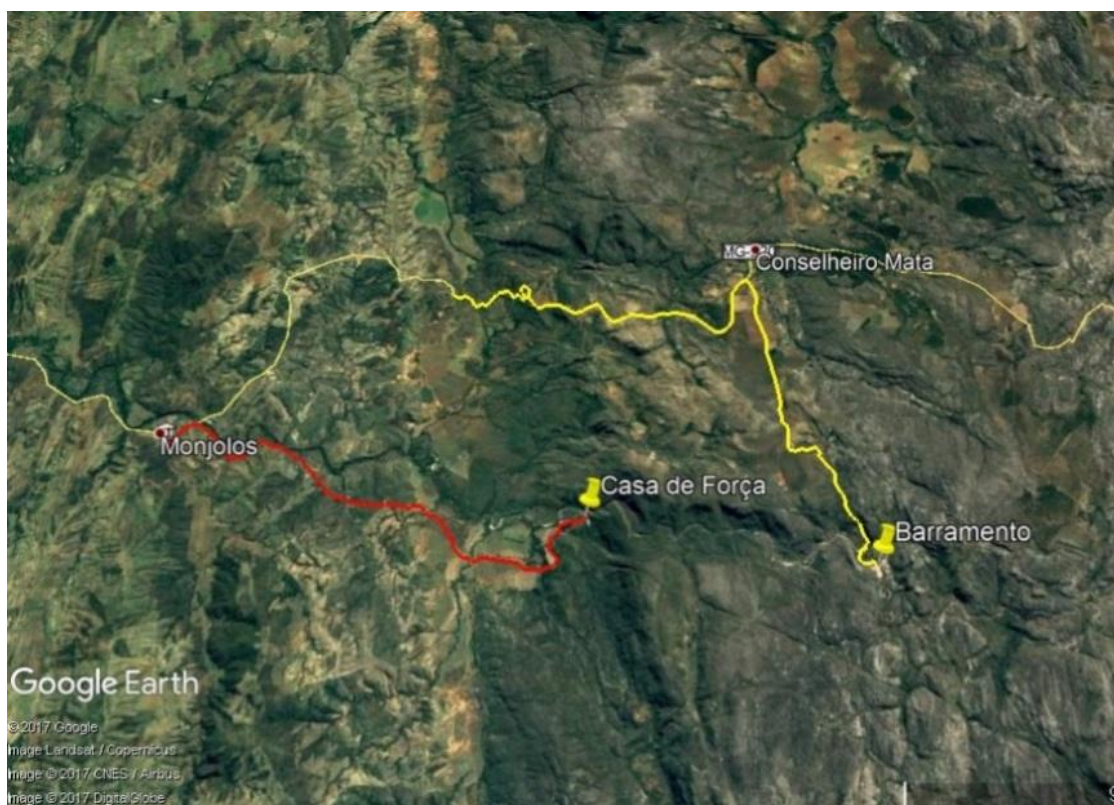 Conselheiro Mata
Monjolos
Casa de Força
Barramento
Google Earth
© 2017 Google
Image Landsat / Copernicus
Image © 2017 CNES / Airbus
Image © 2017 DigitalGlobe